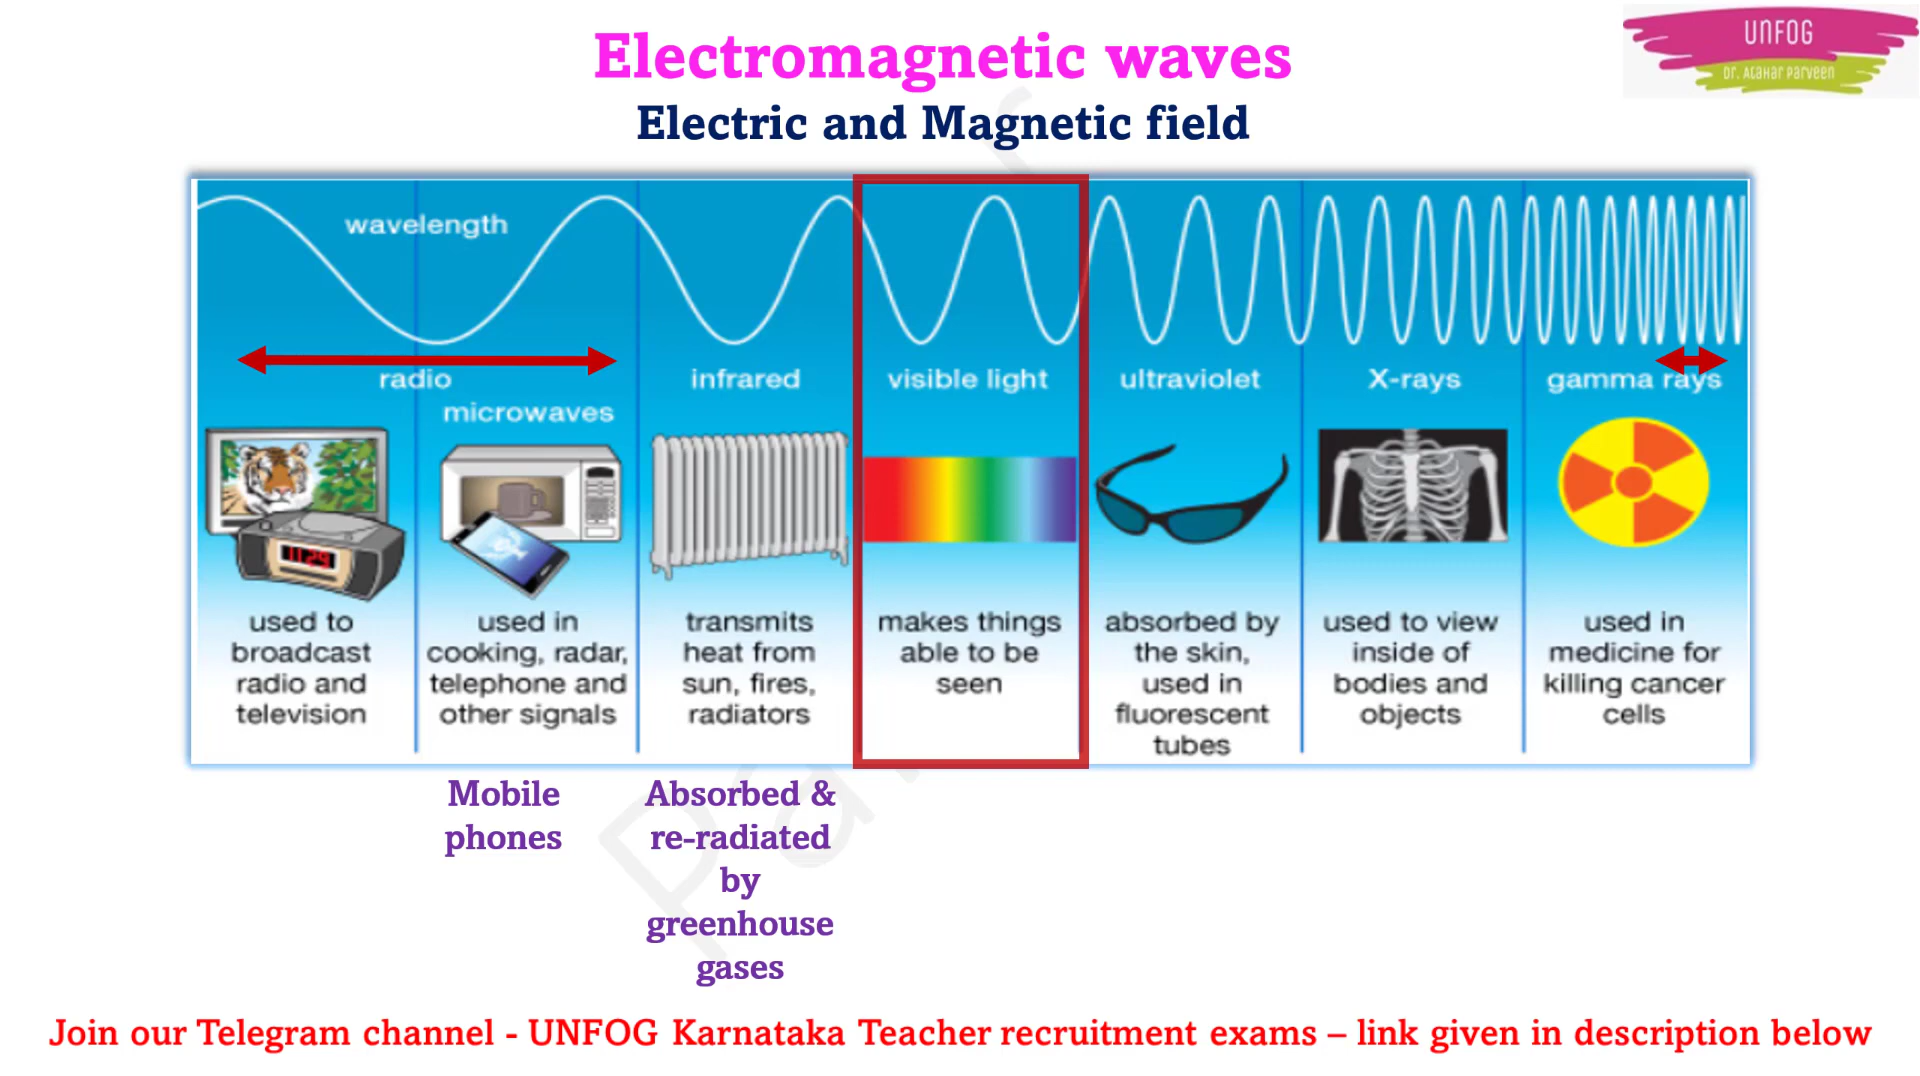 Electromagnetic waves
UNFOG
Dr. Atahar Parveen
Electric and Magnetic field
wavelength
radio
microwaves
infrared
visible light
ultraviolet
X-rays
gamma rays
11:29
used to
broadcast
radio and
television
used in
cooking, radar,
telephone and
other signals
transmits
heat from
sun, fires,
radiators
makes things
able to be
seen
absorbed by
the skin,
used in
fluorescent
tubes
used to view
inside of
bodies and
objects
used in
medicine for
killing cancer
cells
Mobile
phones
Absorbed &
re-radiated
by
greenhouse
gases
Join our Telegram channel - UNFOG Karnataka Teacher recruitment exams – link given in description below